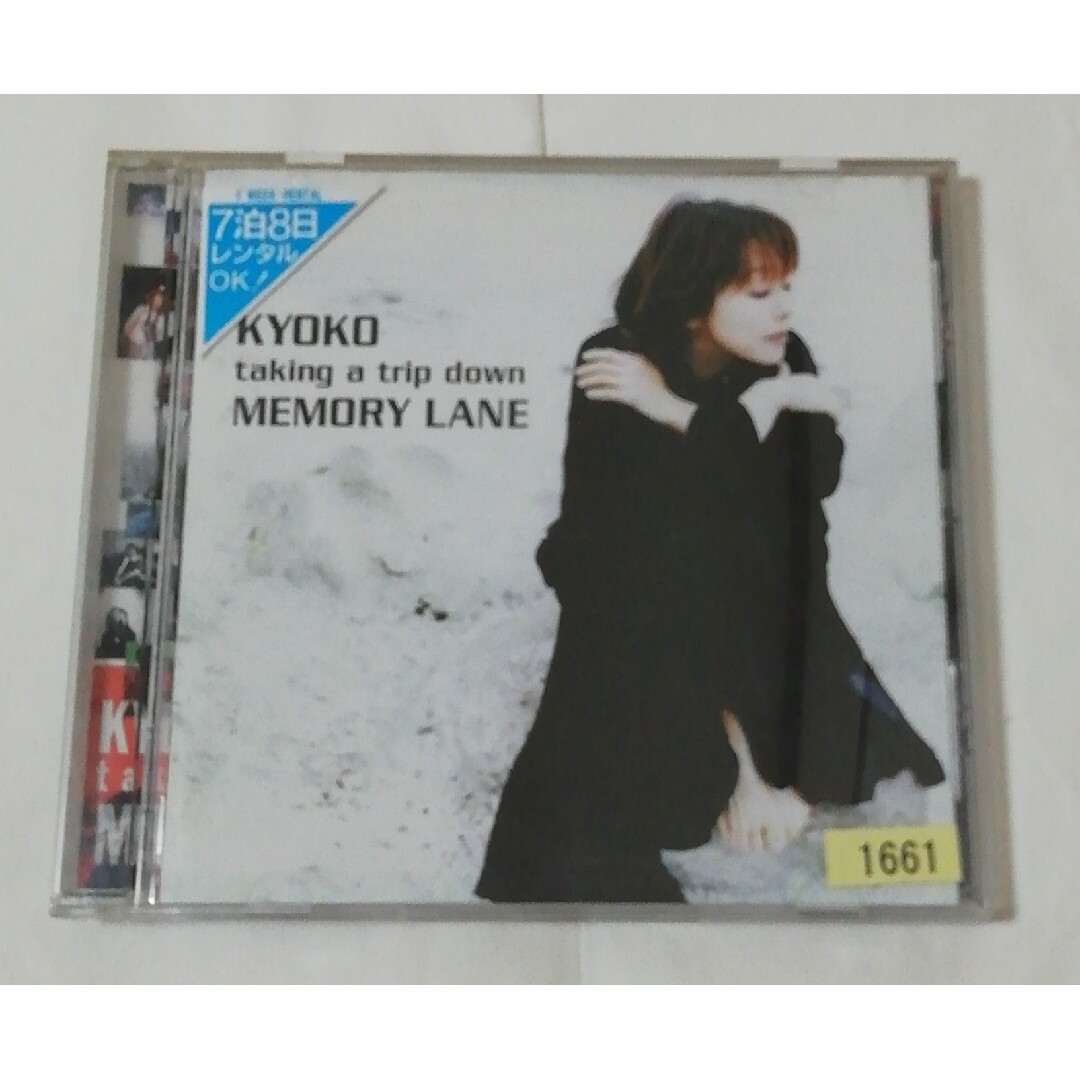 1 WEEK RENTAL
7泊8日
レンタル
OK!
KYOKO
taking a trip down
MEMORY LANE
1661